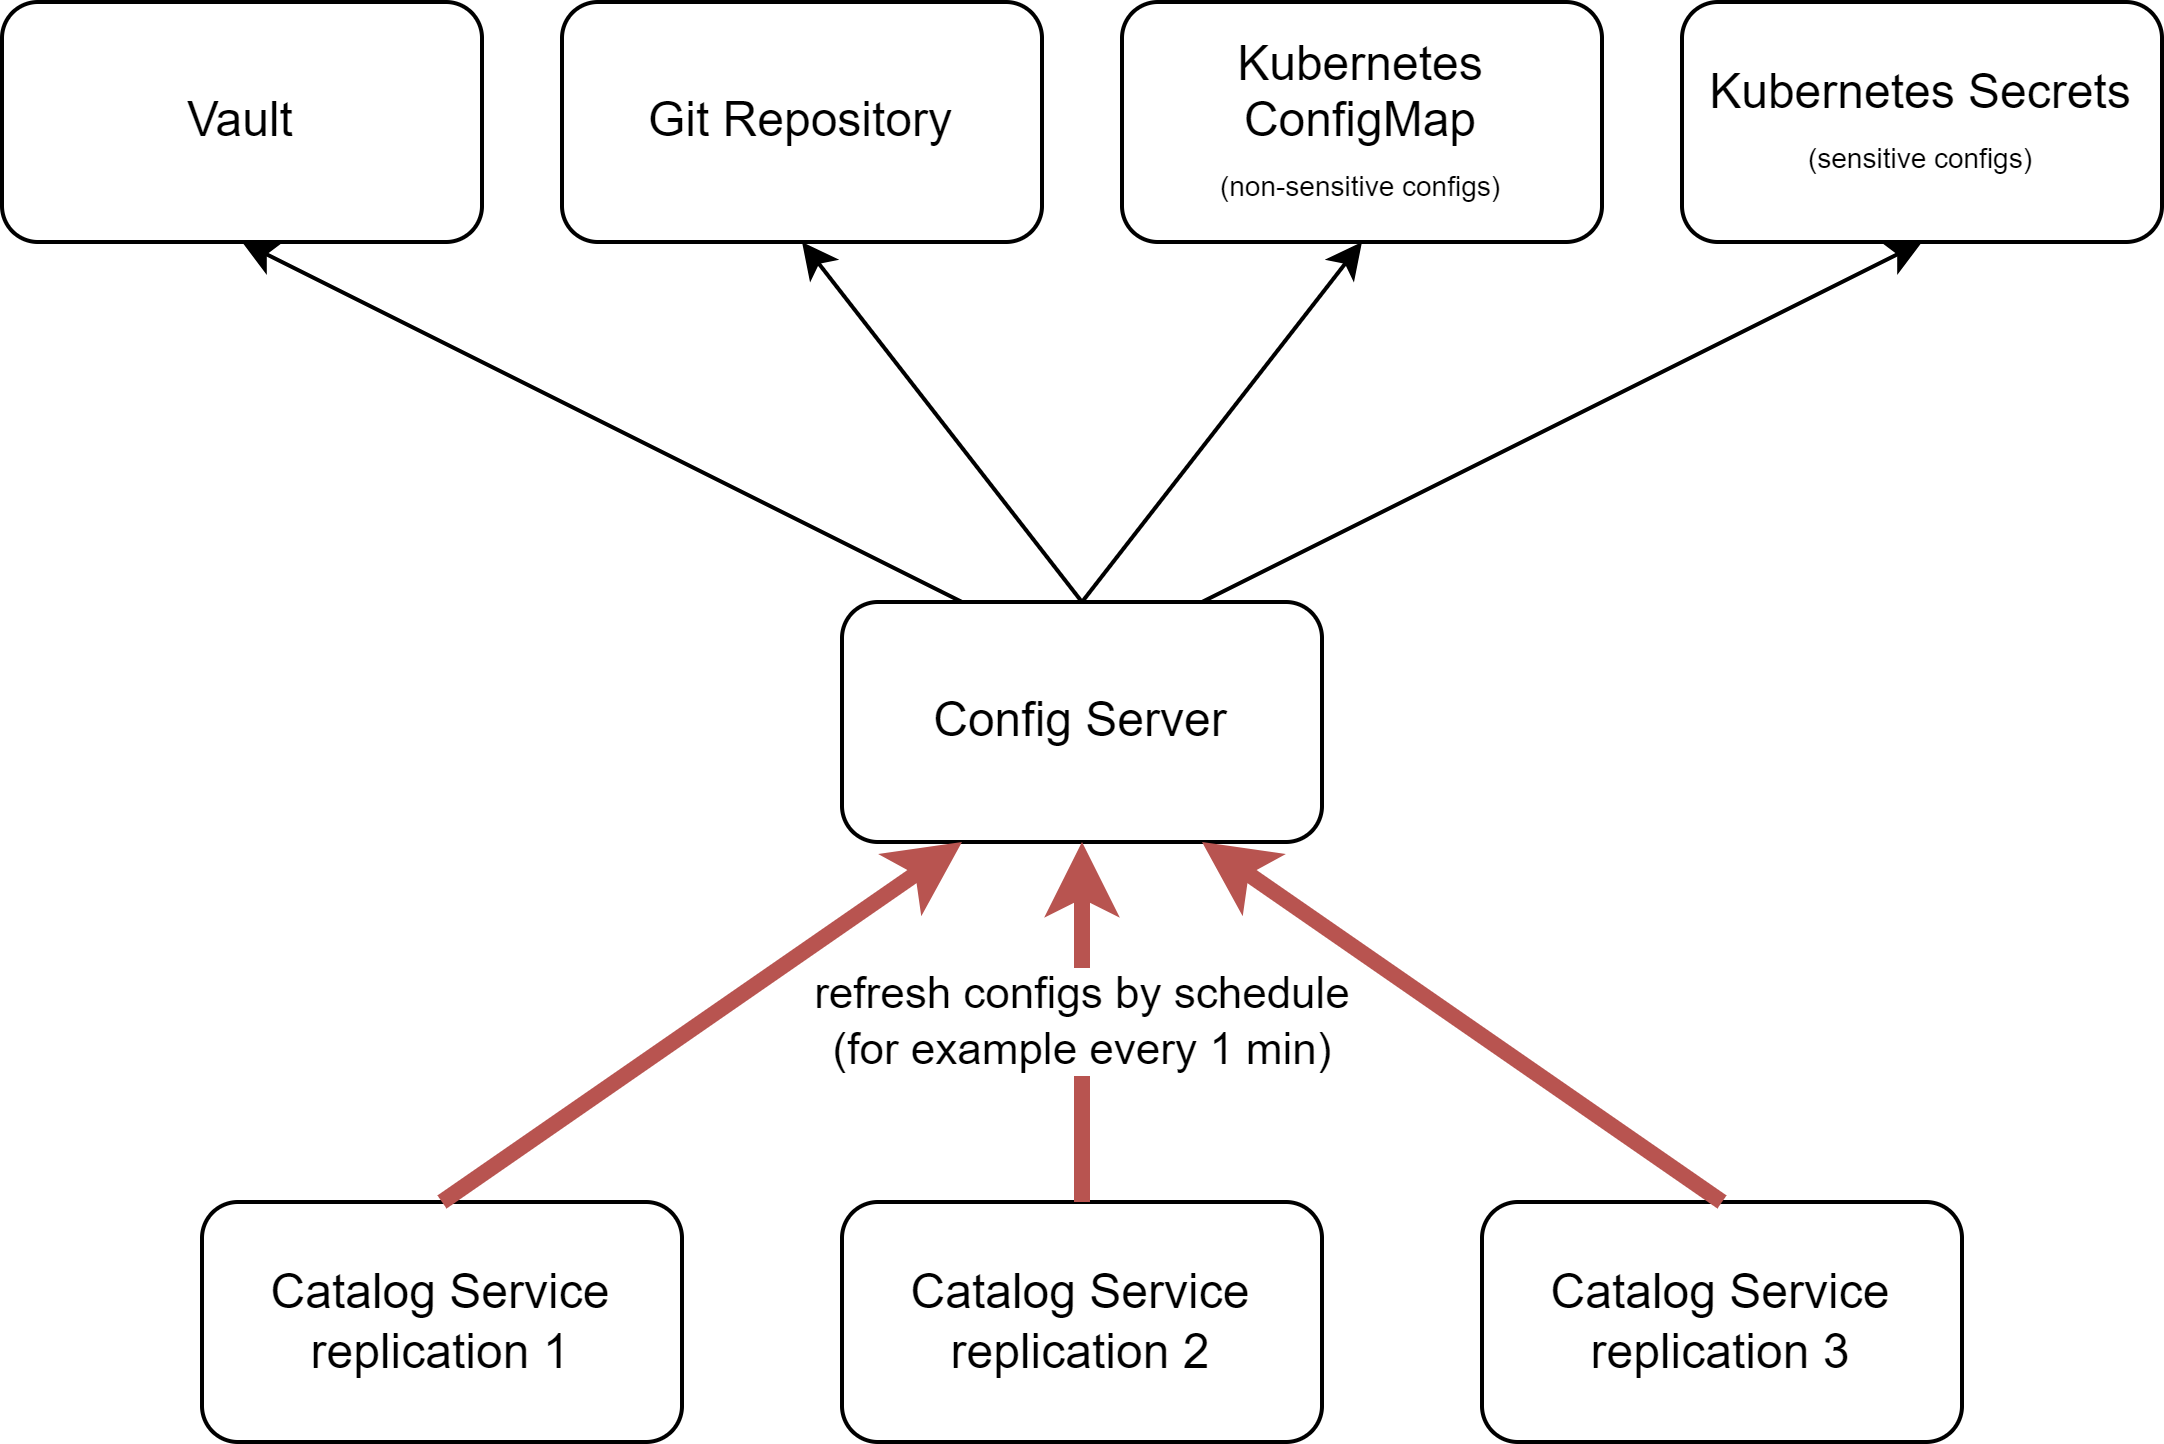 Vault
Git Repository
Kubernetes
ConfigMap
(non-sensitive configs)
Kubernetes Secrets
(sensitive configs)
Config Server
refresh configs by schedule
(for example every 1 min)
Catalog Service
replication 1
Catalog Service
replication 2
Catalog Service
replication 3